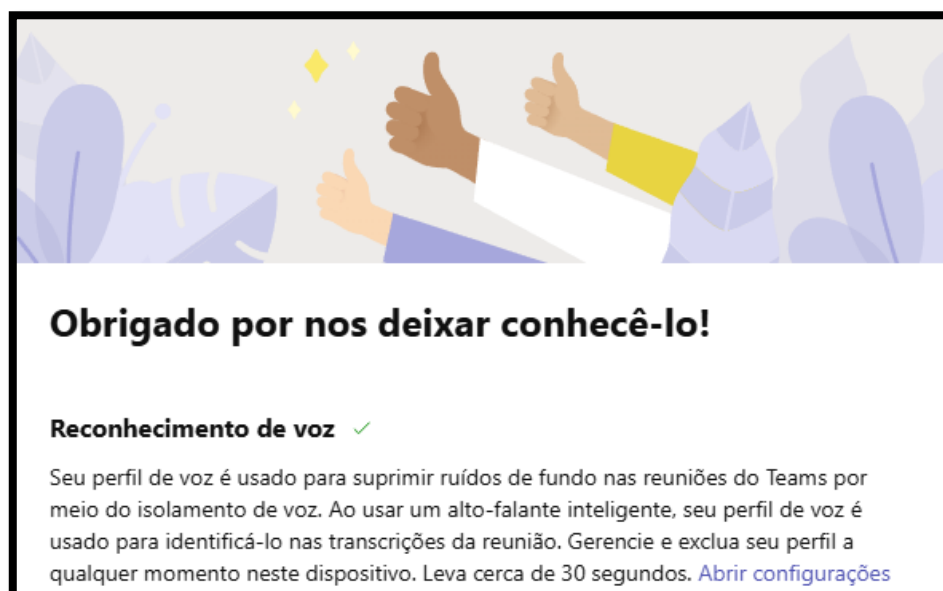 Obrigado por nos deixar conhecê-lo!
Reconhecimento de voz
Seu perfil de voz é usado para suprimir ruídos de fundo nas reuniões do Teams por
meio do isolamento de voz. Ao usar um alto-falante inteligente, seu perfil de voz é
usado para identificá-lo nas transcrições da reunião. Gerencie e exclua seu perfil a
qualquer momento neste dispositivo. Leva cerca de 30 segundos. Abrir configurações